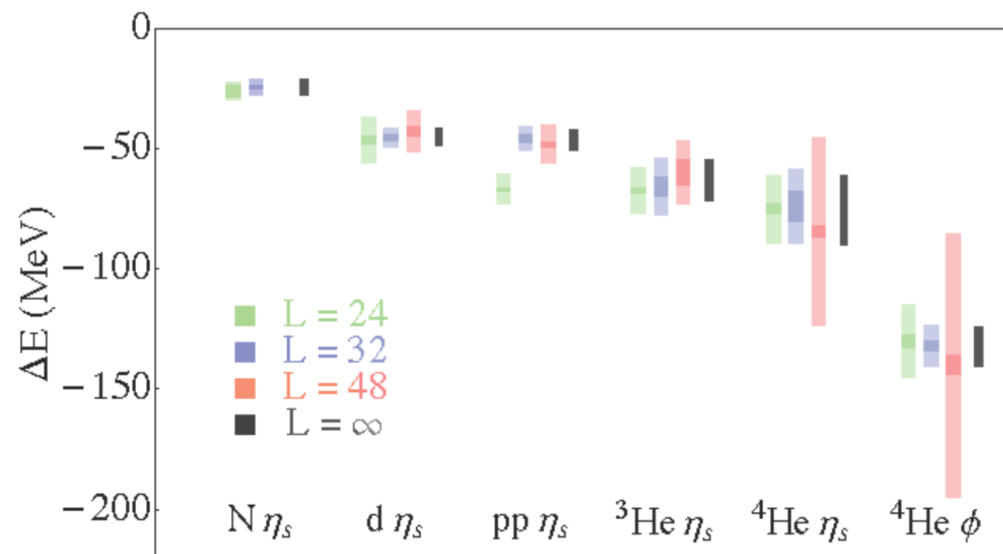 0
−50
−100
−150
−200
ΔE (MeV)
L = 24
L = 32
L = 48
L = ∞
N η_s
d η_s
pp η_s
³He η_s
⁴He η_s
⁴He ϕ